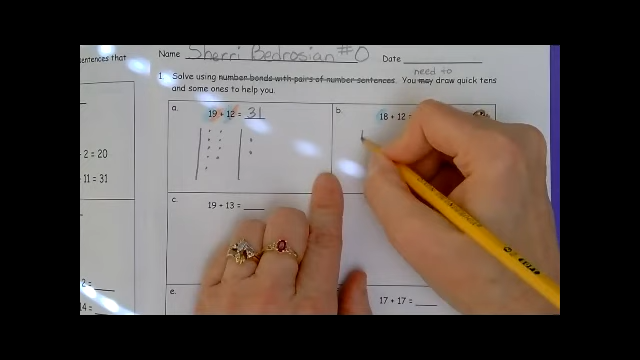 entences that
Name Sherri Bedrosian #0 Date
need to
1. Solve using number bonds with pairs of number sentences. You may draw quick tens
and some ones to help you.
a. b.
19 + 12 = 31 18 + 12 =
2 = 20
11 = 31
c.
19 + 13 =
2 =
e.
17 + 17 =
14 =